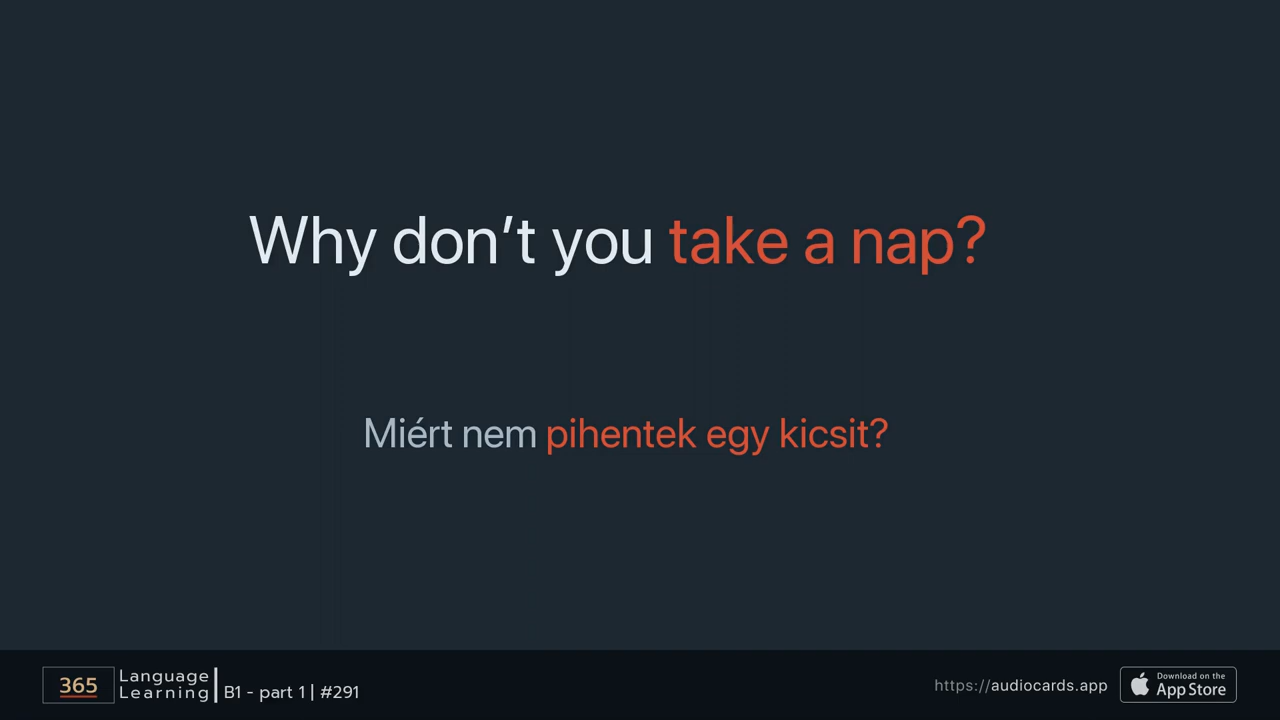 Why don’t you take a nap?
Miért nem pihentek egy kicsit?
365
Language
Learning
B1 - part 1 | #291
https://audiocards.app
Download on the
App Store